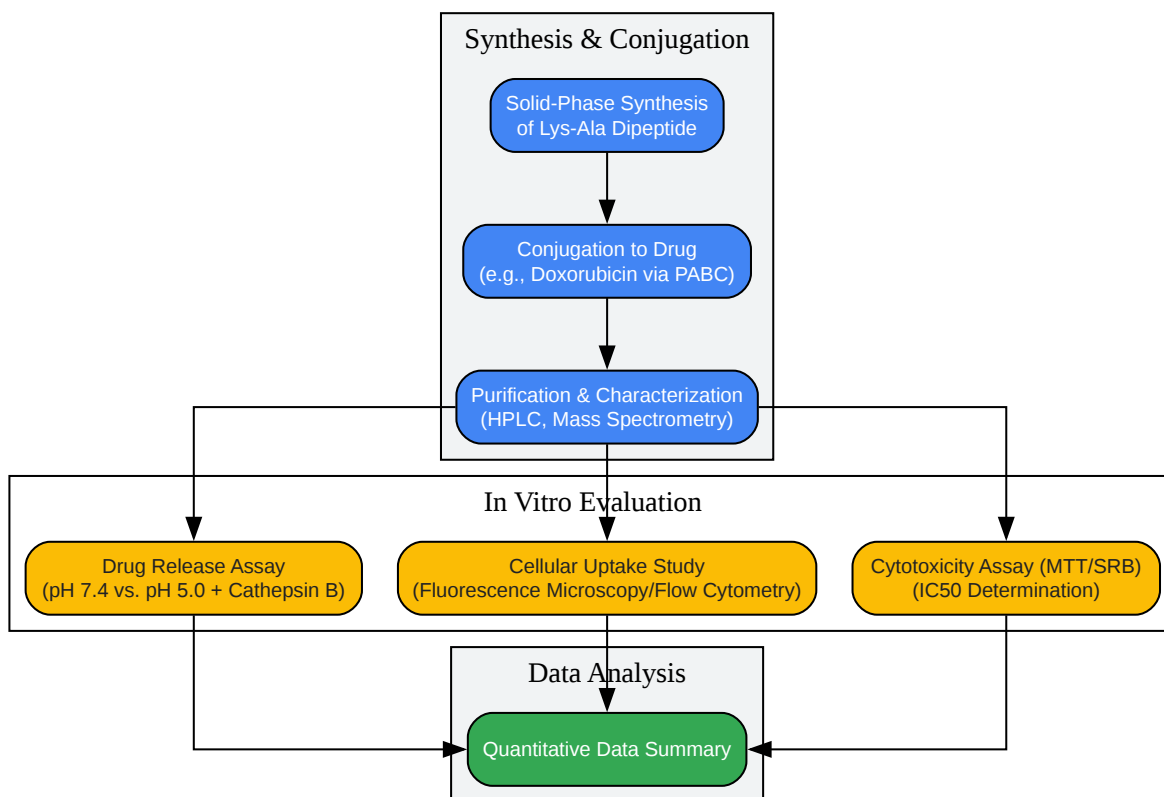 Synthesis & Conjugation
Solid-Phase Synthesis
of Lys-Ala Dipeptide
Conjugation to Drug
(e.g., Doxorubicin via PABC)
Purification & Characterization
(HPLC, Mass Spectrometry)
In Vitro Evaluation
Drug Release Assay
(pH 7.4 vs. pH 5.0 + Cathepsin B)
Cellular Uptake Study
(Fluorescence Microscopy/Flow Cytometry)
Cytotoxicity Assay (MTT/SRB)
(IC50 Determination)
Data Analysis
Quantitative Data Summary